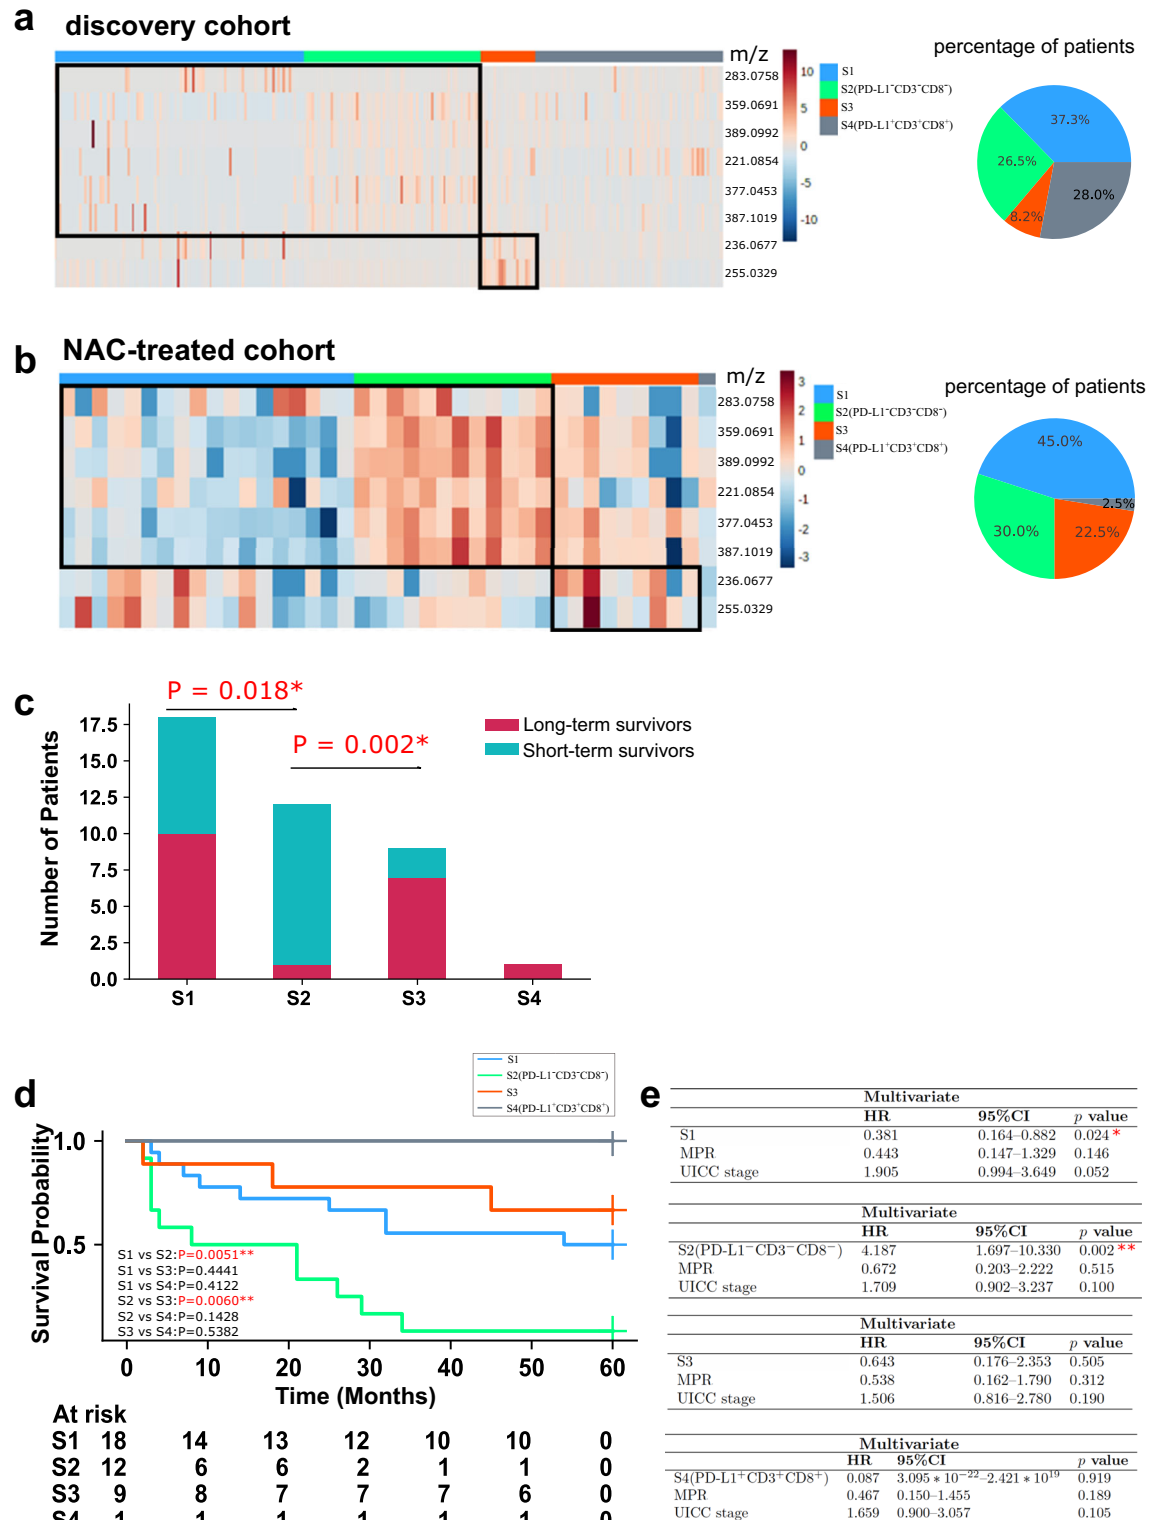 a discovery cohort
m/z
283.0758
359.0691
389.0992
221.0854
377.0453
387.1019
236.0677
255.0329
10
5
0
-5
-10
S1
S2(PD-L1⁻CD3⁻CD8⁻)
S3
S4(PD-L1⁺CD3⁺CD8⁺)
percentage of patients
37.3%
26.5%
8.2%
28.0%
b NAC-treated cohort
m/z
283.0758
359.0691
389.0992
221.0854
377.0453
387.1019
236.0677
255.0329
3
2
1
0
-1
-2
-3
S1
S2(PD-L1⁻CD3⁻CD8⁻)
S3
S4(PD-L1⁺CD3⁺CD8⁺)
percentage of patients
45.0%
2.5%
30.0%
22.5%
c
P = 0.018*
P = 0.002*
Long-term survivors
Short-term survivors
Number of Patients
17.5
15.0
12.5
10.0
7.5
5.0
2.5
0.0
S1 S2 S3 S4
d
S1
S2(PD-L1⁻CD3⁻CD8⁻)
S3
S4(PD-L1⁺CD3⁺CD8⁺)
Survival Probability
1.0
0.5
S1 vs S2:P=0.0051**
S1 vs S3:P=0.4441
S1 vs S4:P=0.4122
S2 vs S3:P=0.0060**
S2 vs S4:P=0.1428
S3 vs S4:P=0.5382
0 10 20 30 40 50 60
Time (Months)
At risk
S1 18 14 13 12 10 10 0
S2 12 6 6 2 1 1 0
S3 9 8 7 7 7 6 0
S4 1 1 1 1 1 1 0
e
Multivariate
HR 95%CI p value
S1 0.381 0.164–0.882 0.024 *
MPR 0.443 0.147–1.329 0.146
UICC stage 1.905 0.994–3.649 0.052
Multivariate
HR 95%CI p value
S2(PD-L1⁻CD3⁻CD8⁻) 4.187 1.697–10.330 0.002 **
MPR 0.672 0.203–2.222 0.515
UICC stage 1.709 0.902–3.237 0.100
Multivariate
HR 95%CI p value
S3 0.643 0.176–2.353 0.505
MPR 0.538 0.162–1.790 0.312
UICC stage 1.506 0.816–2.780 0.190
Multivariate
HR 95%CI p value
S4(PD-L1⁺CD3⁺CD8⁺) 0.087 3.095 * 10⁻²²–2.421 * 10¹⁹ 0.919
MPR 0.467 0.150–1.455 0.189
UICC stage 1.659 0.900–3.057 0.105